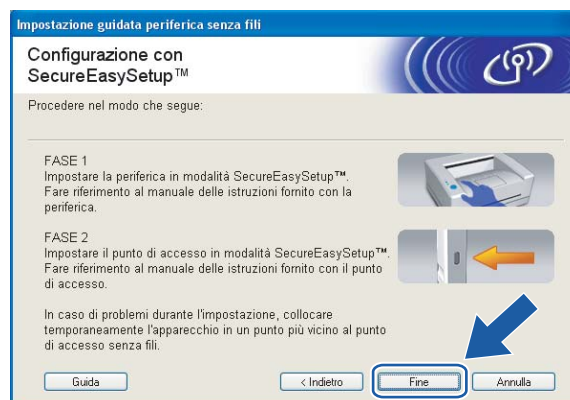 Impostazione guidata periferica senza fili
Configurazione con
SecureEasySetup™
Procedere nel modo che segue:
FASE 1
Impostare la periferica in modalità SecureEasySetup™.
Fare riferimento al manuale delle istruzioni fornito con la
periferica.
FASE 2
Impostare il punto di accesso in modalità SecureEasySetup™.
Fare riferimento al manuale delle istruzioni fornito con il punto
di accesso.
In caso di problemi durante l'impostazione, collocare
temporaneamente l'apparecchio in un punto più vicino al punto
di accesso senza fili.
Guida
< Indietro
Fine
Annulla